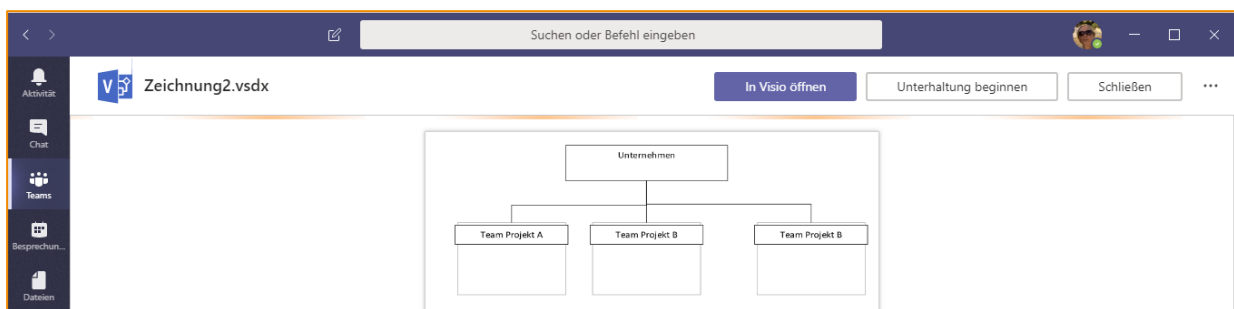 Suchen oder Befehl eingeben
Aktivität
Chat
Teams
Besprechun...
Dateien
V
Zeichnung2.vsdx
In Visio öffnen
Unterhaltung beginnen
Schließen
Unternehmen
Team Projekt A
Team Projekt B
Team Projekt B